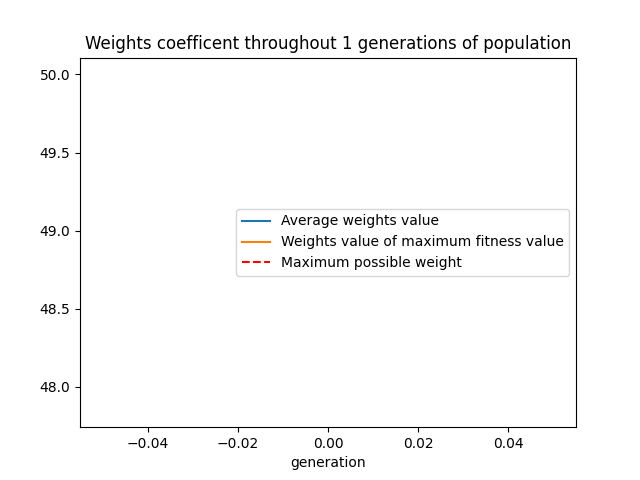 Weights coefficent throughout 1 generations of population
50.0
49.5
49.0
48.5
48.0
Average weights value
Weights value of maximum fitness value
Maximum possible weight
−0.04 −0.02 0.00 0.02 0.04
generation